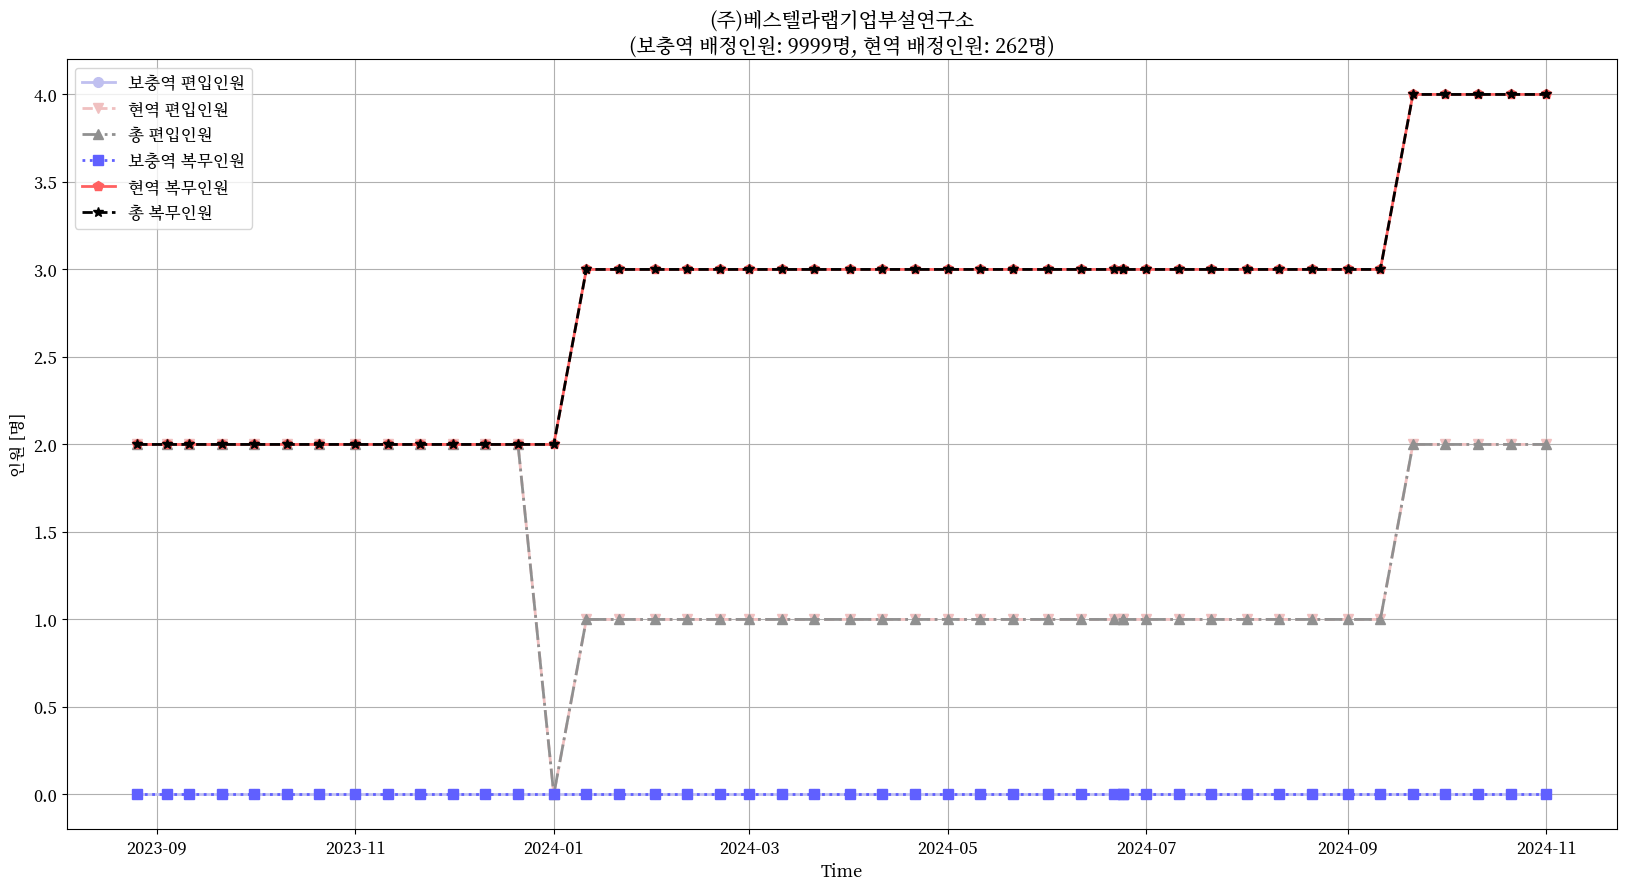 (주)베스텔라랩기업부설연구소
(보충역 배정인원: 9999명, 현역 배정인원: 262명)
보충역 편입인원
현역 편입인원
총 편입인원
보충역 복무인원
현역 복무인원
총 복무인원
4.0
3.5
3.0
2.5
2.0
1.5
1.0
0.5
0.0
인원 [명]
2023-09
2023-11
2024-01
2024-03
2024-05
2024-07
2024-09
2024-11
Time